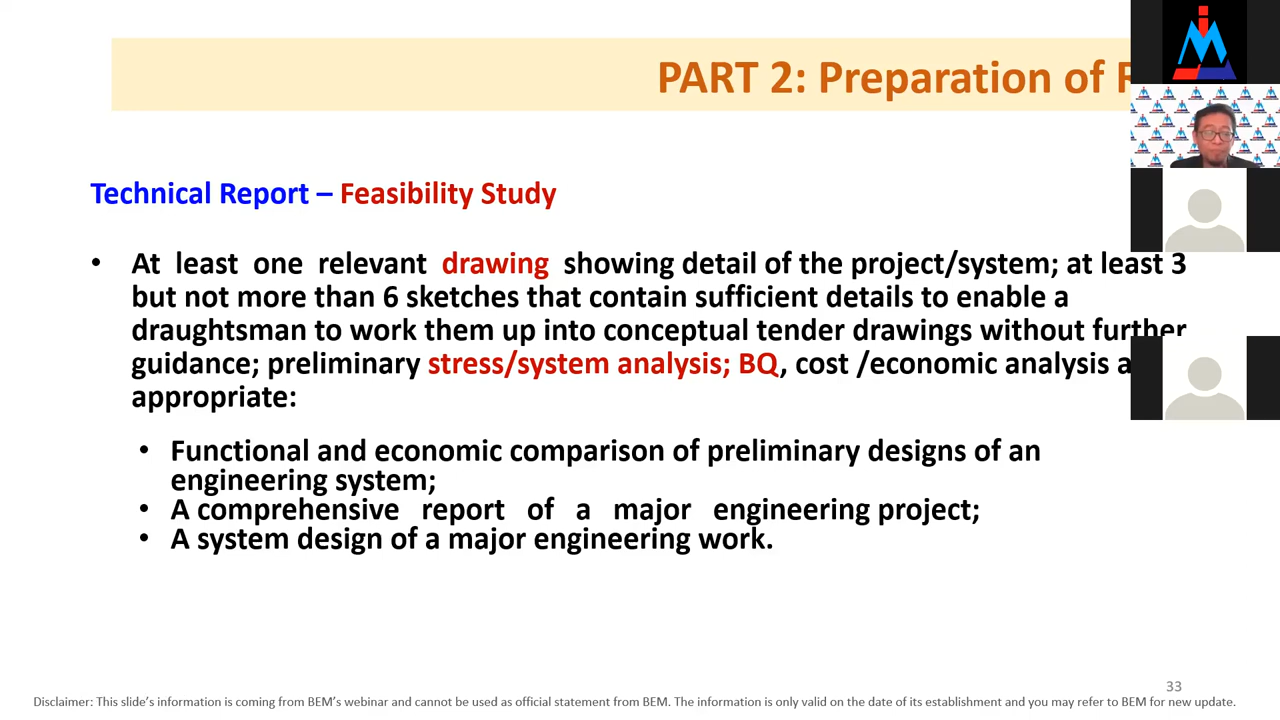 PART 2: Preparation of
Technical Report – Feasibility Study
• At least one relevant drawing showing detail of the project/system; at least 3
but not more than 6 sketches that contain sufficient details to enable a
draughtsman to work them up into conceptual tender drawings without further
guidance; preliminary stress/system analysis; BQ, cost /economic analysis
appropriate:
• Functional and economic comparison of preliminary designs of an
engineering system;
• A comprehensive report of a major engineering project;
• A system design of a major engineering work.
33
Disclaimer: This slide's information is coming from BEM's webinar and cannot be used as official statement from BEM. The information is only valid on the date of its establishment and you may refer to BEM for new update.